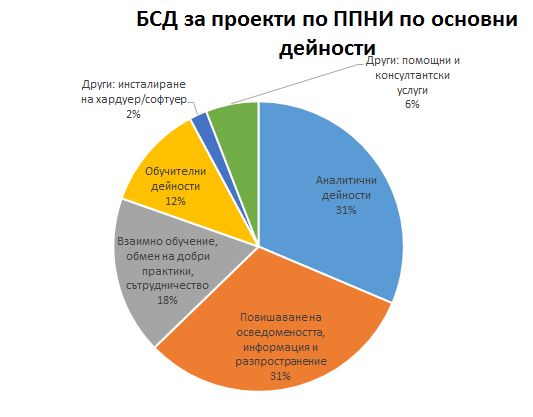 БСД за проекти по ППНИ по основни
дейности
Други: помощни и
консултантски
услуги
6%
Други: инсталиране
на хардуер/софтуер
2%
Обучителни
дейности
12%
Аналитични
дейности
31%
Взаимно обучение,
обмен на добри
практики,
сътрудничество
18%
Повишаване на
осведомеността,
информация и
разпространение
31%